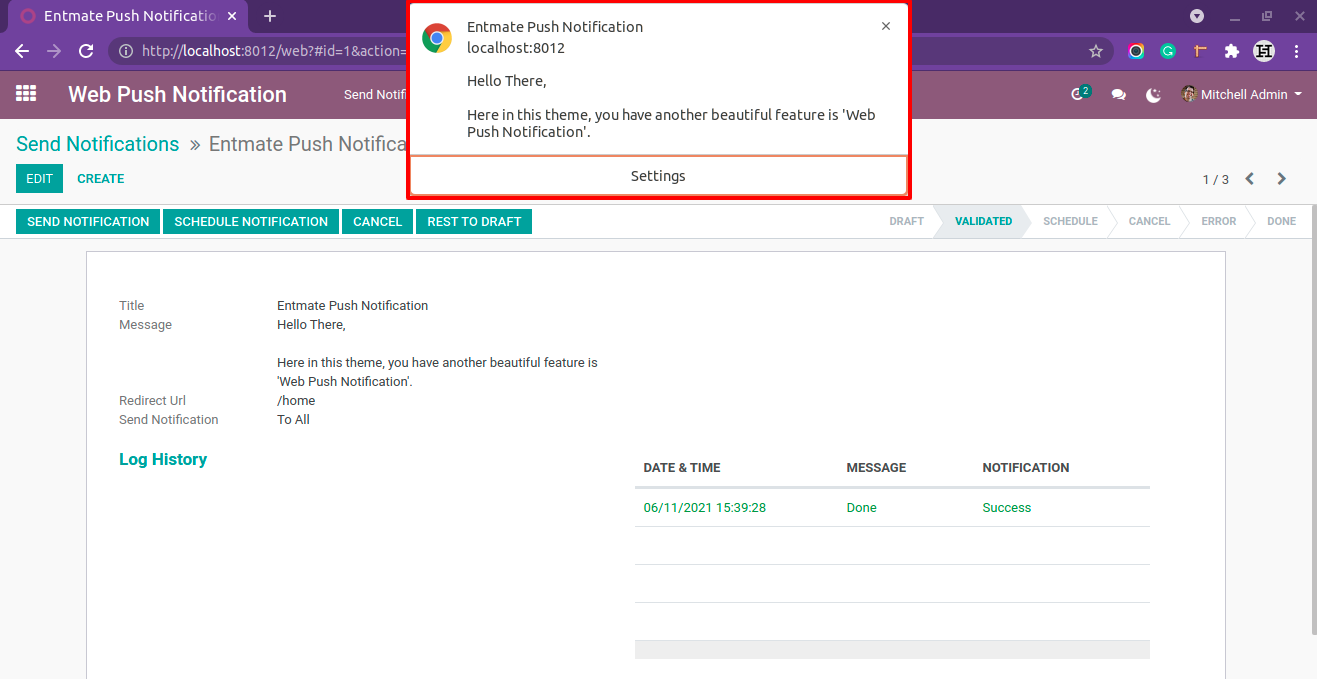 Entmate Push Notificatio
http://localhost:8012/web?#id=1&action=
Entmate Push Notification
localhost:8012
Hello There,
Here in this theme, you have another beautiful feature is 'Web
Push Notification'.
Settings
Web Push Notification
Send Notifi
2
Mitchell Admin
Send Notifications » Entmate Push Notifica
EDIT CREATE
1 / 3
SEND NOTIFICATION SCHEDULE NOTIFICATION CANCEL REST TO DRAFT
DRAFT VALIDATED SCHEDULE CANCEL ERROR DONE
Title Entmate Push Notification
Message Hello There,
Here in this theme, you have another beautiful feature is
'Web Push Notification'.
Redirect Url /home
Send Notification To All
Log History
DATE & TIME MESSAGE NOTIFICATION
06/11/2021 15:39:28 Done Success